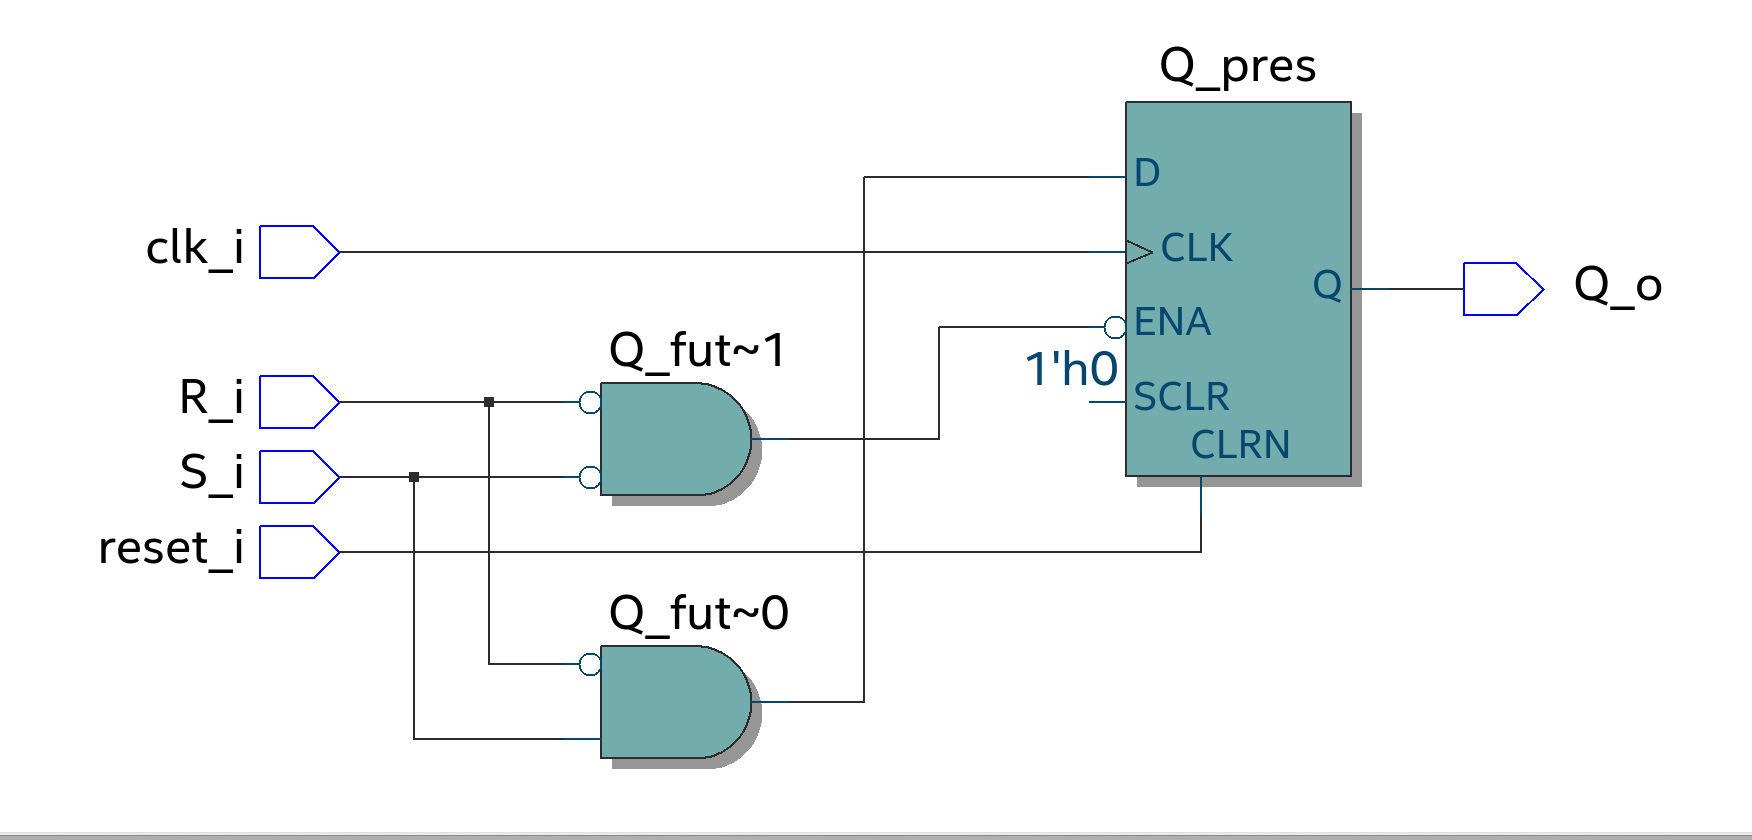 Q_pres
D
clk_i
CLK
Q
Q_o
ENA
Q_fut~1
1'h0
R_i
SCLR
CLRN
S_i
reset_i
Q_fut~0